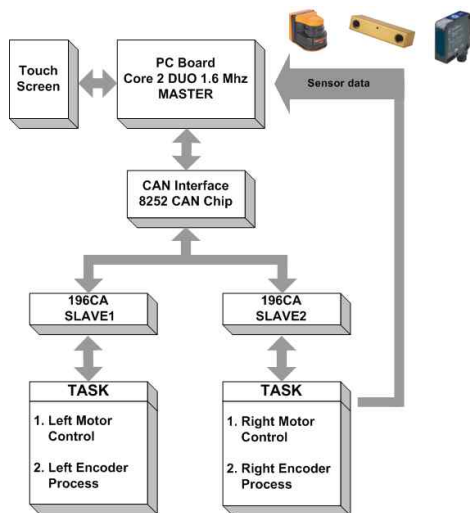 Touch
Screen
PC Board
Core 2 DUO 1.6 Mhz
MASTER
Sensor data
CAN Interface
8252 CAN Chip
196CA
SLAVE1
196CA
SLAVE2
TASK
1. Left Motor
Control
2. Left Encoder
Process
TASK
1. Right Motor
Control
2. Right Encoder
Process